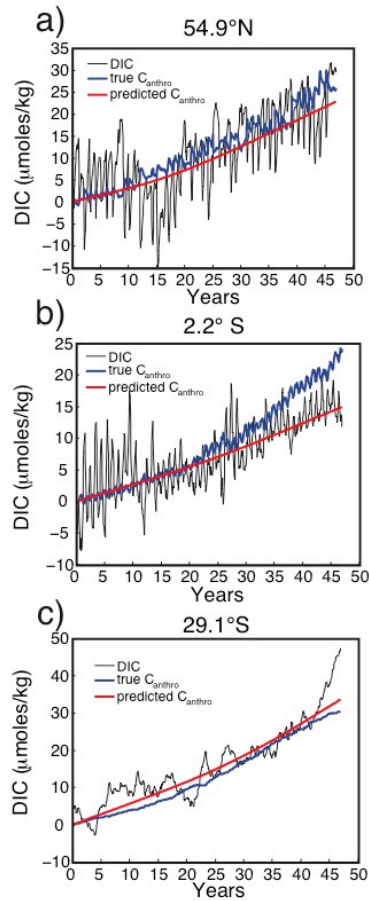 a) 54.9°N
35
30
25
20
15
10
5
0
−5
−10
−15
DIC (μmoles/kg)
DIC
true Canthro
predicted Canthro
0 5 10 15 20 25 30 35 40 45 50
Years
b) 2.2° S
25
20
15
10
5
0
−5
−10
DIC (μmoles/kg)
DIC
true Canthro
predicted Canthro
0 5 10 15 20 25 30 35 40 45 50
Years
c) 29.1°S
50
40
30
20
10
0
−10
DIC (μmoles/kg)
DIC
true Canthro
predicted Canthro
0 5 10 15 20 25 30 35 40 45 50
Years